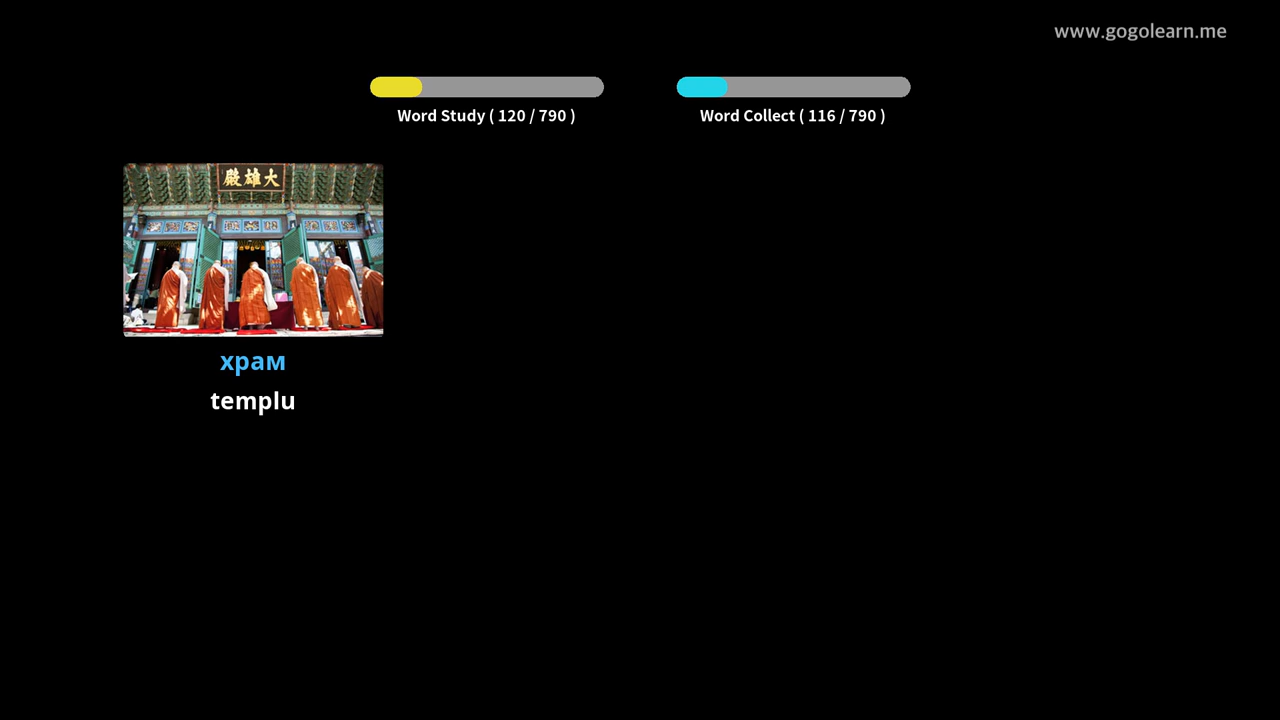 www.gogolearn.me
Word Study ( 120 / 790 )
Word Collect ( 116 / 790 )
殿雄大
храм
templu